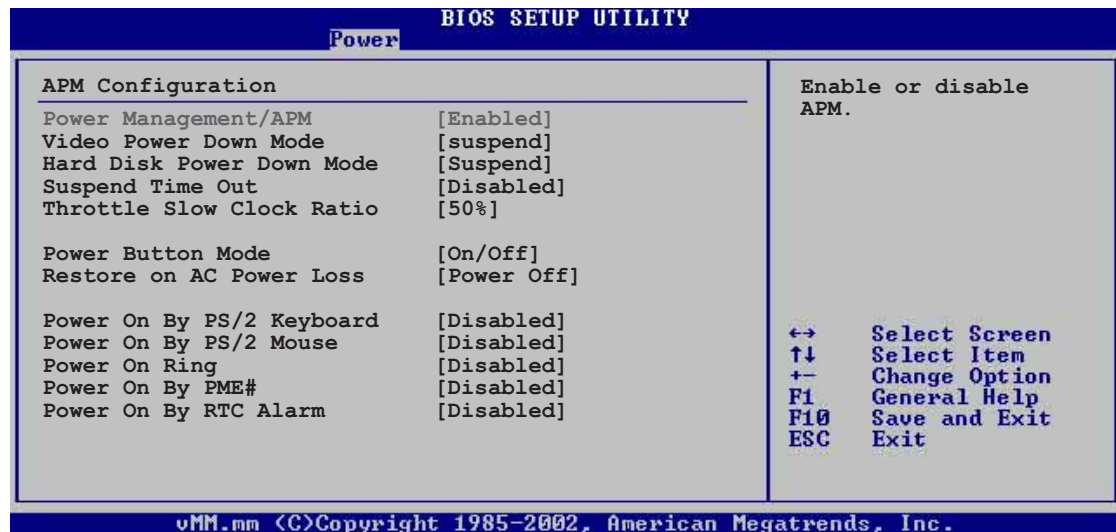 BIOS SETUP UTILITY
Power
APM Configuration
Power Management/APM [Enabled]
Video Power Down Mode [suspend]
Hard Disk Power Down Mode [Suspend]
Suspend Time Out [Disabled]
Throttle Slow Clock Ratio [50%]
Power Button Mode [On/Off]
Restore on AC Power Loss [Power Off]
Power On By PS/2 Keyboard [Disabled]
Power On By PS/2 Mouse [Disabled]
Power On Ring [Disabled]
Power On By PME# [Disabled]
Power On By RTC Alarm [Disabled]
Enable or disable
APM.
←→ Select Screen
↑↓ Select Item
+- Change Option
F1 General Help
F10 Save and Exit
ESC Exit
vMM.mm (C)Copyright 1985-2002, American Megatrends, Inc.